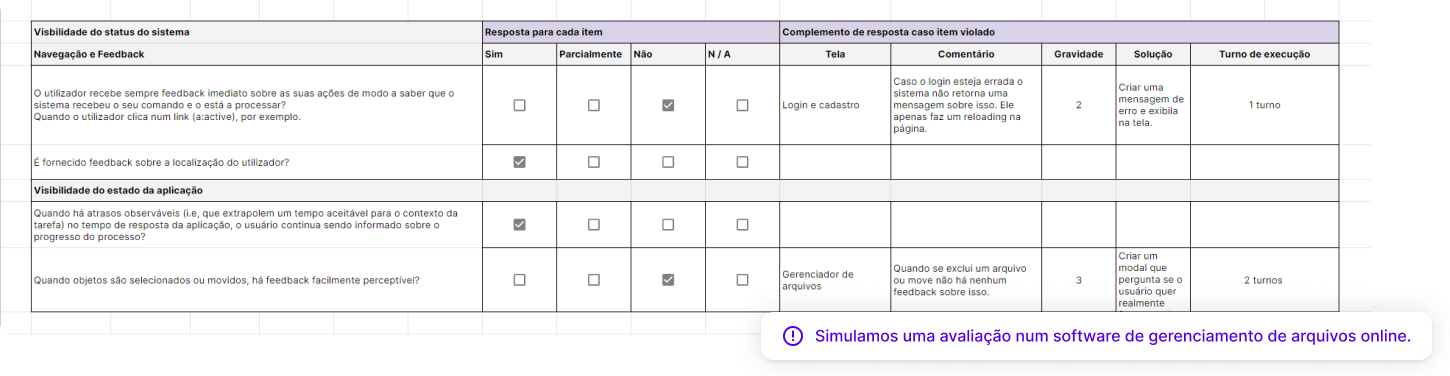 Visbilidade do status do sistema
Resposta para cada item
Complemento de resposta caso item violado
Navegação e Feedback
Sim
Parcialmente
Não
N / A
Tela
Comentário
Gravidade
Solução
Turno de execução
O utilizador recebe sempre feedback imediato sobre as suas ações de modo a saber que o
sistema recebeu o seu comando e o está a processar?
Quando o utilizador clica num link (a:active), por exemplo.
Login e cadastro
Caso o login esteja errada o
sistema não retorna uma
mensagem sobre isso. Ele
apenas faz um reloading na
página.
2
Criar uma
mensagem de
erro e exibila
na tela.
1 turno
É fornecido feedback sobre a localização do utilizador?
Visibilidade do estado da aplicação
Quando há atrasos observáveis (i.e, que extrapolem um tempo aceitável para o contexto da
tarefa) no tempo de resposta da aplicação, o usuário continua sendo informado sobre o
progresso do processo?
Quando objetos são selecionados ou movidos, há feedback facilmente perceptível?
Gerenciador de
arquivos
Quando se exclui um arquivo
ou move não há nenhum
feedback sobre isso.
3
Criar um
modal que
pergunta se o
usuário quer
realmente
2 turnos
Simulamos uma avaliação num software de gerenciamento de arquivos online.